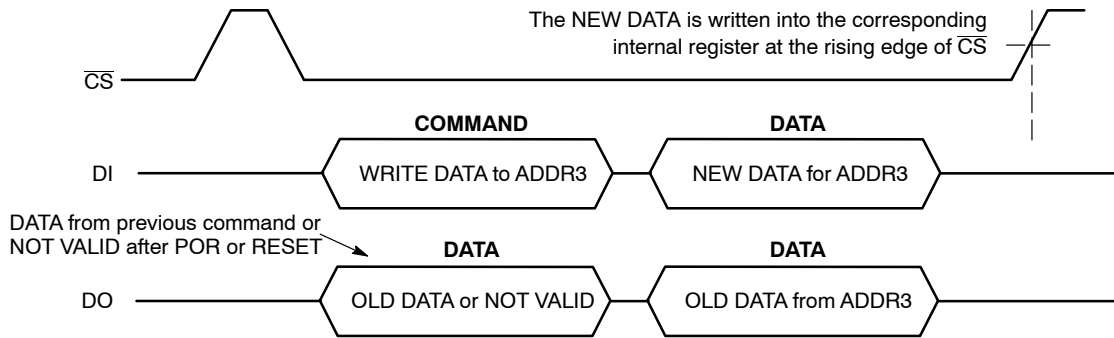 The NEW DATA is written into the corresponding
internal register at the rising edge of C̅S̅
C̅S̅
COMMAND
DATA
DI
WRITE DATA to ADDR3
NEW DATA for ADDR3
DATA from previous command or
NOT VALID after POR or RESET
DATA
DATA
DO
OLD DATA or NOT VALID
OLD DATA from ADDR3